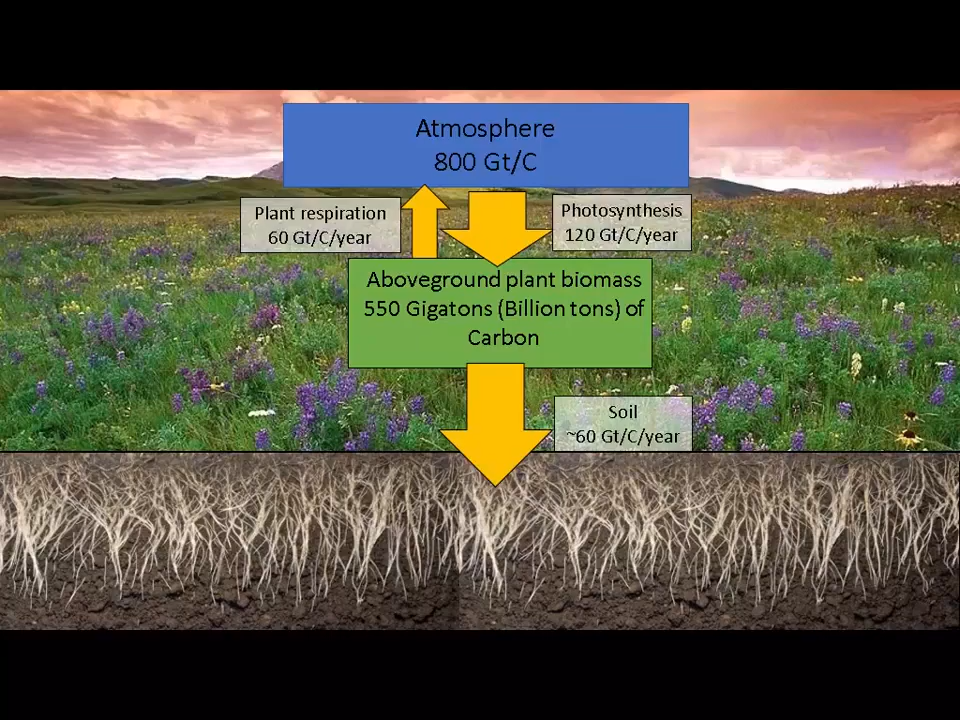 Atmosphere
800 Gt/C
Plant respiration
60 Gt/C/year
Photosynthesis
120 Gt/C/year
Aboveground plant biomass
550 Gigatons (Billion tons) of
Carbon
Soil
~60 Gt/C/year